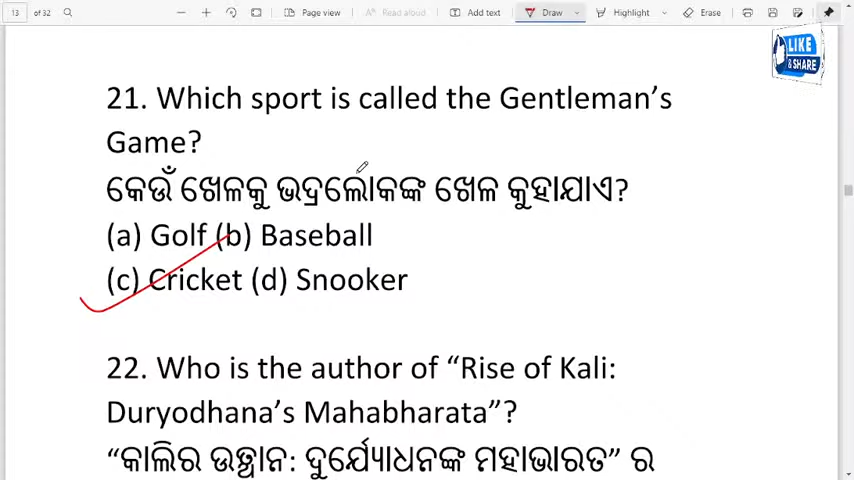 13 of 32 Page view Read aloud Add text Draw Highlight Erase
LIKE
& SHARE
21. Which sport is called the Gentleman's
Game?
କେଉଁ ଖେଳକୁ ଭଦ୍ରଲୋକଙ୍କ ଖେଳ କୁହାଯାଏ?
(a) Golf (b) Baseball
(c) Cricket (d) Snooker
22. Who is the author of “Rise of Kali:
Duryodhana's Mahabharata”?
“କାଲିର ଉତ୍ଥାନ: ଦୁର୍ଯ୍ୟୋଧନଙ୍କ ମହାଭାରତ” ର